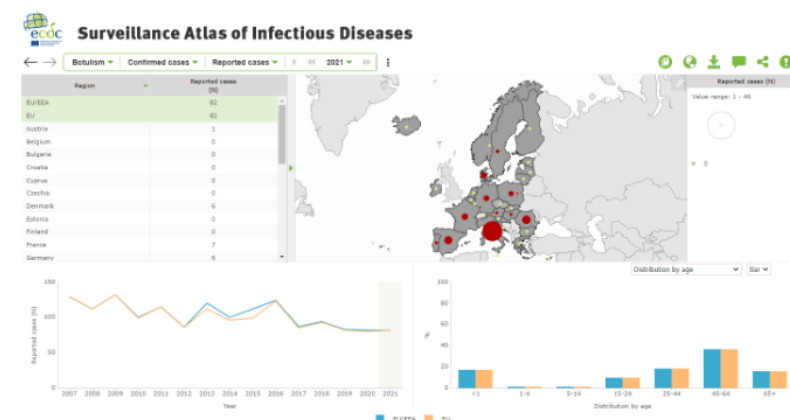 ecdc
Surveillance Atlas of Infectious Diseases
Botulism Confirmed cases Reported cases 2021
Region Reported cases (N)
EU/EEA 82
EU 82
Austria 1
Belgium 0
Bulgaria 0
Croatia 0
Cyprus 0
Czechia 0
Denmark 6
Estonia 0
Finland 0
France 7
Germany 6
Reported cases (N)
Value range: 1 - 46
0
Distribution by age Bar
150
100
50
0
Reported cases (N)
2007 2008 2009 2010 2011 2012 2013 2014 2015 2016 2017 2018 2019 2020 2021
Year
100
80
60
40
20
0
%
<1 1-4 5-14 15-24 25-44 45-64 65+
Distribution by age
EU/EEA EU